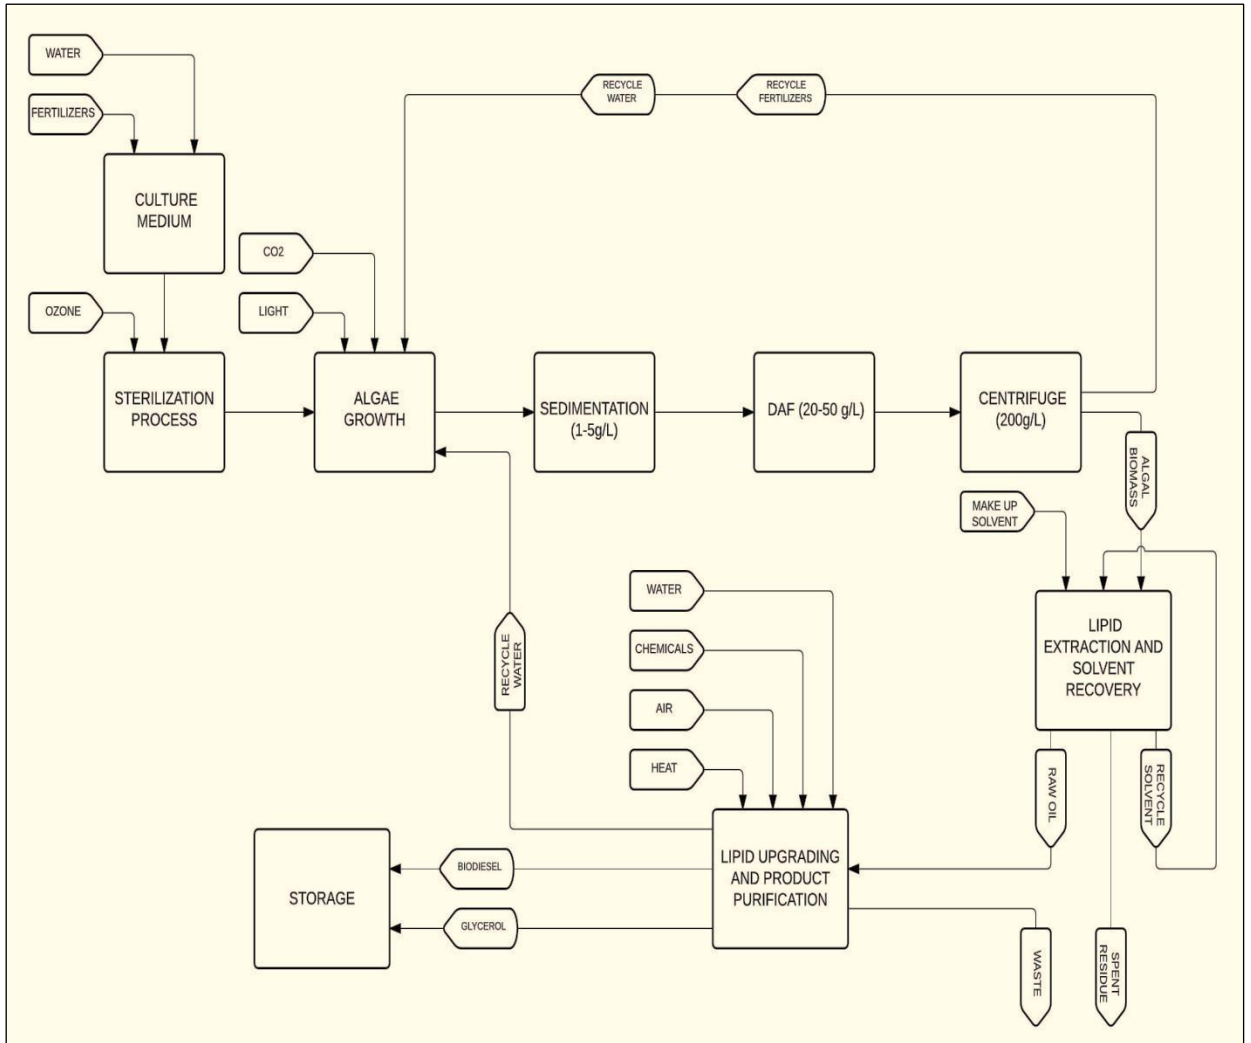 WATER
FERTILIZERS
CULTURE
MEDIUM
RECYCLE
WATER
RECYCLE
FERTILIZERS
CO2
LIGHT
OZONE
STERILIZATION
PROCESS
ALGAE
GROWTH
SEDIMENTATION
(1-5g/L)
DAF (20-50 g/L)
CENTRIFUGE
(200g/L)
ALGAL
BIOMASS
MAKE UP
SOLVENT
LIPID
EXTRACTION AND
SOLVENT
RECOVERY
WATER
CHEMICALS
AIR
HEAT
RECYCLE
WATER
RAW OIL
RECYCLE
SOLVENT
LIPID UPGRADING
AND PRODUCT
PURIFICATION
BIODIESEL
GLYCEROL
STORAGE
WASTE
SPENT
RESIDUE